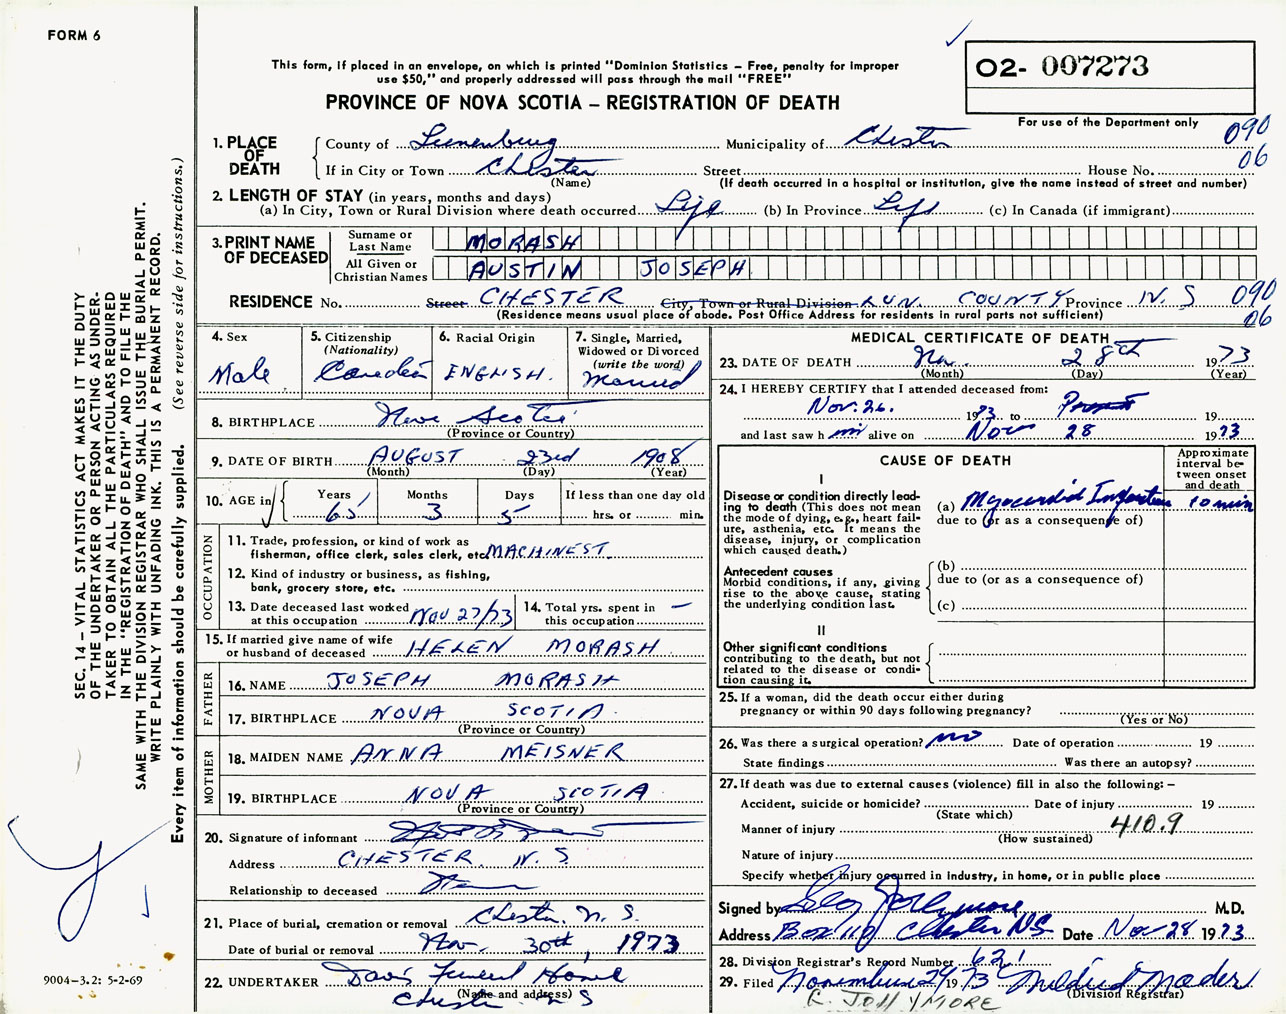 FORM 6
This form, if placed in an envelope, on which is printed "Dominion Statistics – Free, penalty for improper
use $50," and properly addressed will pass through the mail "FREE"
PROVINCE OF NOVA SCOTIA – REGISTRATION OF DEATH
02- 007273
For use of the Department only
090
06
1. PLACE OF DEATH County of Lunenburg Municipality of Chester
If in City or Town Chester Street House No.
(Name) (If death occurred in a hospital or institution, give the name instead of street and number)
2. LENGTH OF STAY (in years, months and days)
(a) In City, Town or Rural Division where death occurred Life (b) In Province Life (c) In Canada (if immigrant)
3. PRINT NAME OF DECEASED Surname or Last Name MORASH
All Given or Christian Names AUSTIN JOSEPH
RESIDENCE No. Street CHESTER City, Town or Rural Division LUN. COUNTY Province N. S 090
(Residence means usual place of abode. Post Office Address for residents in rural parts not sufficient) 06
4. Sex Male
5. Citizenship (Nationality) Canadian
6. Racial Origin ENGLISH.
7. Single, Married, Widowed or Divorced (write the word) Married
8. BIRTHPLACE Nova Scotia
(Province or Country)
9. DATE OF BIRTH AUGUST 23rd 1908
(Month) (Day) (Year)
10. AGE in Years 65 Months 3 Days 5 If less than one day old hrs. or min.
OCCUPATION
11. Trade, profession, or kind of work as
fisherman, office clerk, sales clerk, etc. MACHINEST
12. Kind of industry or business, as fishing,
bank, grocery store, etc.
13. Date deceased last worked at this occupation Nov 27/73
14. Total yrs. spent in this occupation –
15. If married give name of wife
or husband of deceased HELEN MORASH
FATHER
16. NAME JOSEPH MORASH
17. BIRTHPLACE NOVA SCOTIA
(Province or Country)
MOTHER
18. MAIDEN NAME ANNA MEISNER
19. BIRTHPLACE NOVA SCOTIA
(Province or Country)
20. Signature of informant
Address CHESTER N. S
Relationship to deceased
21. Place of burial, cremation or removal Chester. N. S.
Date of burial or removal Nov. 30th, 1973
22. UNDERTAKER Davis Funeral Home
(Name and address)
Chester N S
MEDICAL CERTIFICATE OF DEATH
23. DATE OF DEATH Nov. 28th 1973
(Month) (Day) (Year)
24. I HEREBY CERTIFY that I attended deceased from:
Nov. 26. 1973 to 19
and last saw h im alive on Nov 28 1973
CAUSE OF DEATH
Approximate interval between onset and death
I
Disease or condition directly leading to death (This does not mean the mode of dying, e.g., heart failure, asthenia, etc. It means the disease, injury, or complication which caused death.)
(a) Myocardial Infarction 10 min
due to (or as a consequence of)
Antecedent causes
Morbid conditions, if any, giving rise to the above cause, stating the underlying condition last.
(b)
due to (or as a consequence of)
(c)
II
Other significant conditions
contributing to the death, but not related to the disease or condition causing it.
25. If a woman, did the death occur either during
pregnancy or within 90 days following pregnancy?
(Yes or No)
26. Was there a surgical operation? no Date of operation 19
State findings Was there an autopsy?
27. If death was due to external causes (violence) fill in also the following: –
Accident, suicide or homicide? Date of injury 19
(State which) 410.9
Manner of injury
(How sustained)
Nature of injury
Specify whether injury occurred in industry, in home, or in public place
Signed by Jollymore M.D.
Address Box 119 Chester NS Date Nov 28 1973
28. Division Registrar's Record Number 621
29. Filed November 29 1973 Mildred Mader
(Division Registrar)
R. JOLLYMORE
SEC. 14 – VITAL STATISTICS ACT MAKES IT THE DUTY
OF THE UNDERTAKER OR PERSON ACTING AS UNDER-
TAKER TO OBTAIN ALL THE PARTICULARS REQUIRED
IN THE "REGISTRATION OF DEATH" AND TO FILE THE
SAME WITH THE DIVISION REGISTRAR WHO SHALL ISSUE THE BURIAL PERMIT.
WRITE PLAINLY WITH UNFADING INK. THIS IS A PERMANENT RECORD.
Every item of information should be carefully supplied. (See reverse side for instructions.)
9004–3.2: 5-2-69